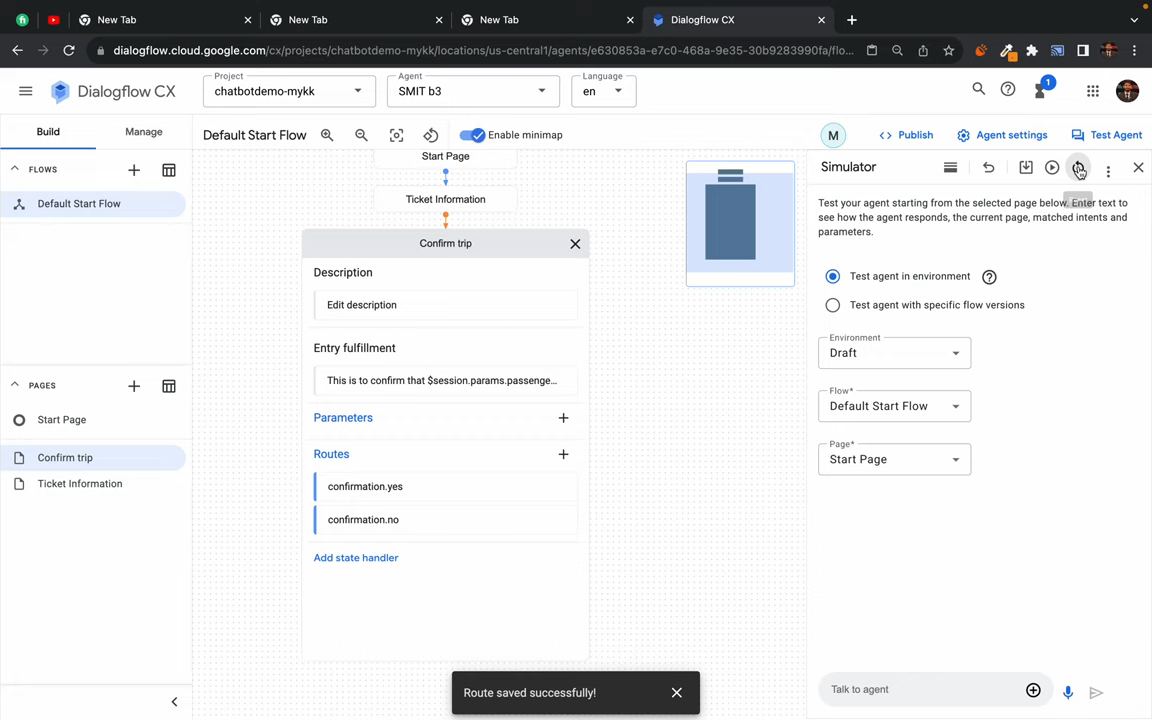 New Tab
New Tab
New Tab
Dialogflow CX
dialogflow.cloud.google.com/cx/projects/chatbotdemo-mykk/locations/us-central1/agents/e630853a-e7c0-468a-9e35-30b9283990fa/flo...
Dialogflow CX
Project
chatbotdemo-mykk
Agent
SMIT b3
Language
en
1
Build
Manage
Default Start Flow
Enable minimap
M
Publish
Agent settings
Test Agent
FLOWS
Default Start Flow
PAGES
Start Page
Confirm trip
Ticket Information
Start Page
Ticket Information
Confirm trip
Description
Edit description
Entry fulfillment
This is to confirm that $session.params.passenge...
Parameters
Routes
confirmation.yes
confirmation.no
Add state handler
Simulator
Test your agent starting from the selected page below. Enter text to
see how the agent responds, the current page, matched intents and
parameters.
Test agent in environment
Test agent with specific flow versions
Environment
Draft
Flow*
Default Start Flow
Page*
Start Page
Talk to agent
Route saved successfully!